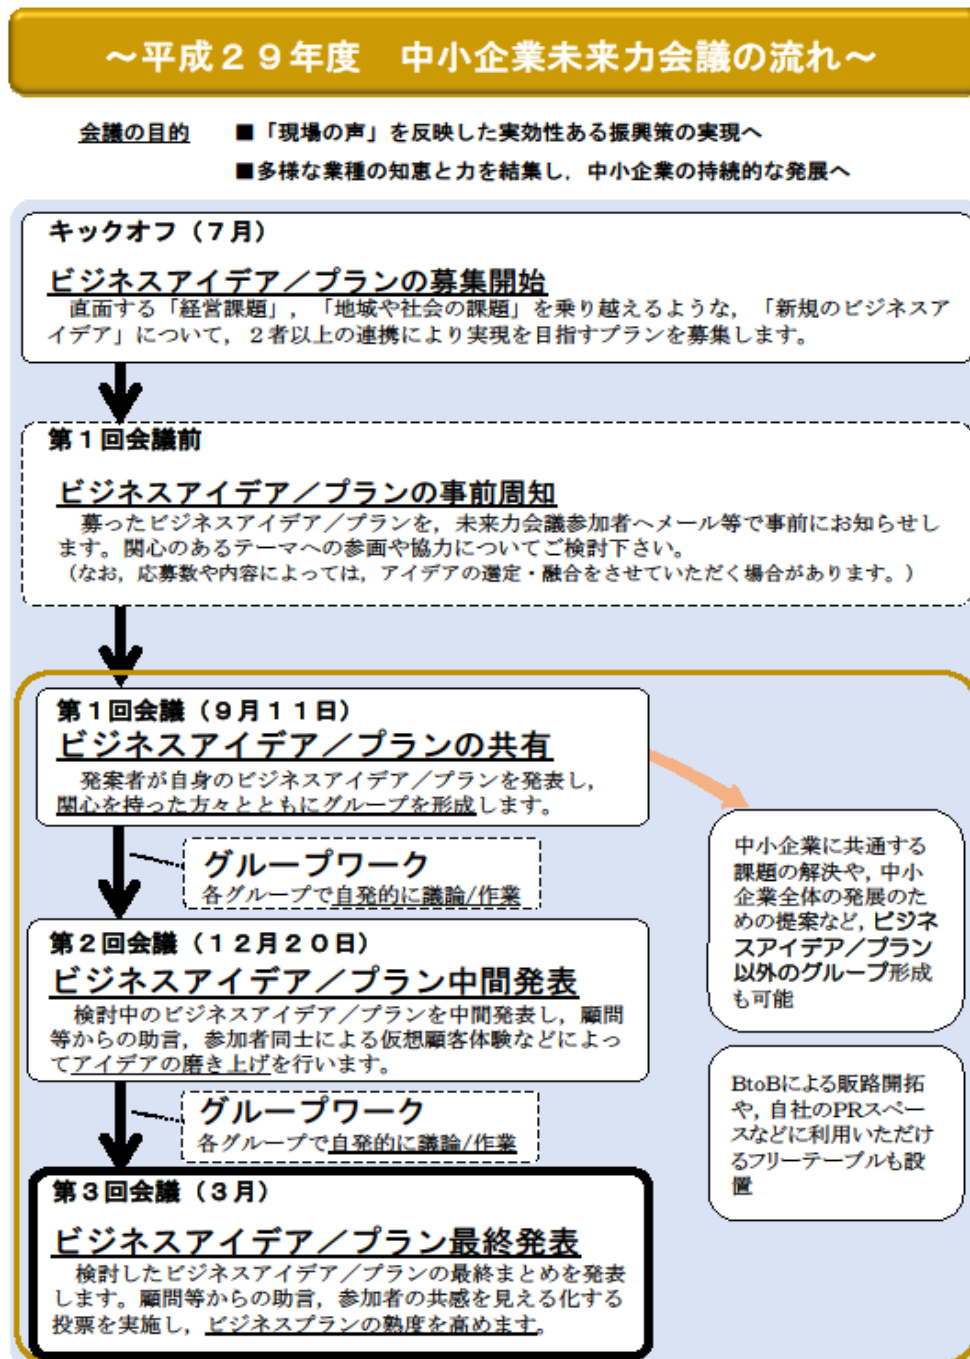 ～平成２９年度　中小企業未来力会議の流れ～
会議の目的　■「現場の声」を反映した実効性ある振興策の実現へ
■多様な業種の知恵と力を結集し，中小企業の持続的な発展へ
キックオフ（７月）
ビジネスアイデア／プランの募集開始
直面する「経営課題」，「地域や社会の課題」を乗り越えるような，「新規のビジネスア
イデア」について，２者以上の連携により実現を目指すプランを募集します。
第１回会議前
ビジネスアイデア／プランの事前周知
募ったビジネスアイデア／プランを，未来力会議参加者へメール等で事前にお知らせし
ます。関心のあるテーマへの参画や協力についてご検討下さい。
（なお，応募数や内容によっては，アイデアの選定・融合をさせていただく場合があります。）
第１回会議（９月１１日）
ビジネスアイデア／プランの共有
発案者が自身のビジネスアイデア／プランを発表し，
関心を持った方々とともにグループを形成します。
グループワーク
各グループで自発的に議論/作業
第２回会議（１２月２０日）
ビジネスアイデア／プラン中間発表
検討中のビジネスアイデア／プランを中間発表し，顧問
等からの助言，参加者同士による仮想顧客体験などによっ
てアイデアの磨き上げを行います。
グループワーク
各グループで自発的に議論/作業
第３回会議（３月）
ビジネスアイデア／プラン最終発表
検討したビジネスアイデア／プランの最終まとめを発表
します。顧問等からの助言，参加者の共感を見える化する
投票を実施し，ビジネスプランの熟度を高めます。
中小企業に共通する
課題の解決や，中小
企業全体の発展のた
めの提案など，ビジネ
スアイデア／プラン
以外のグループ形成
も可能
BtoBによる販路開拓
や，自社のPRスペー
スなどに利用いただけ
るフリーテーブルも設
置